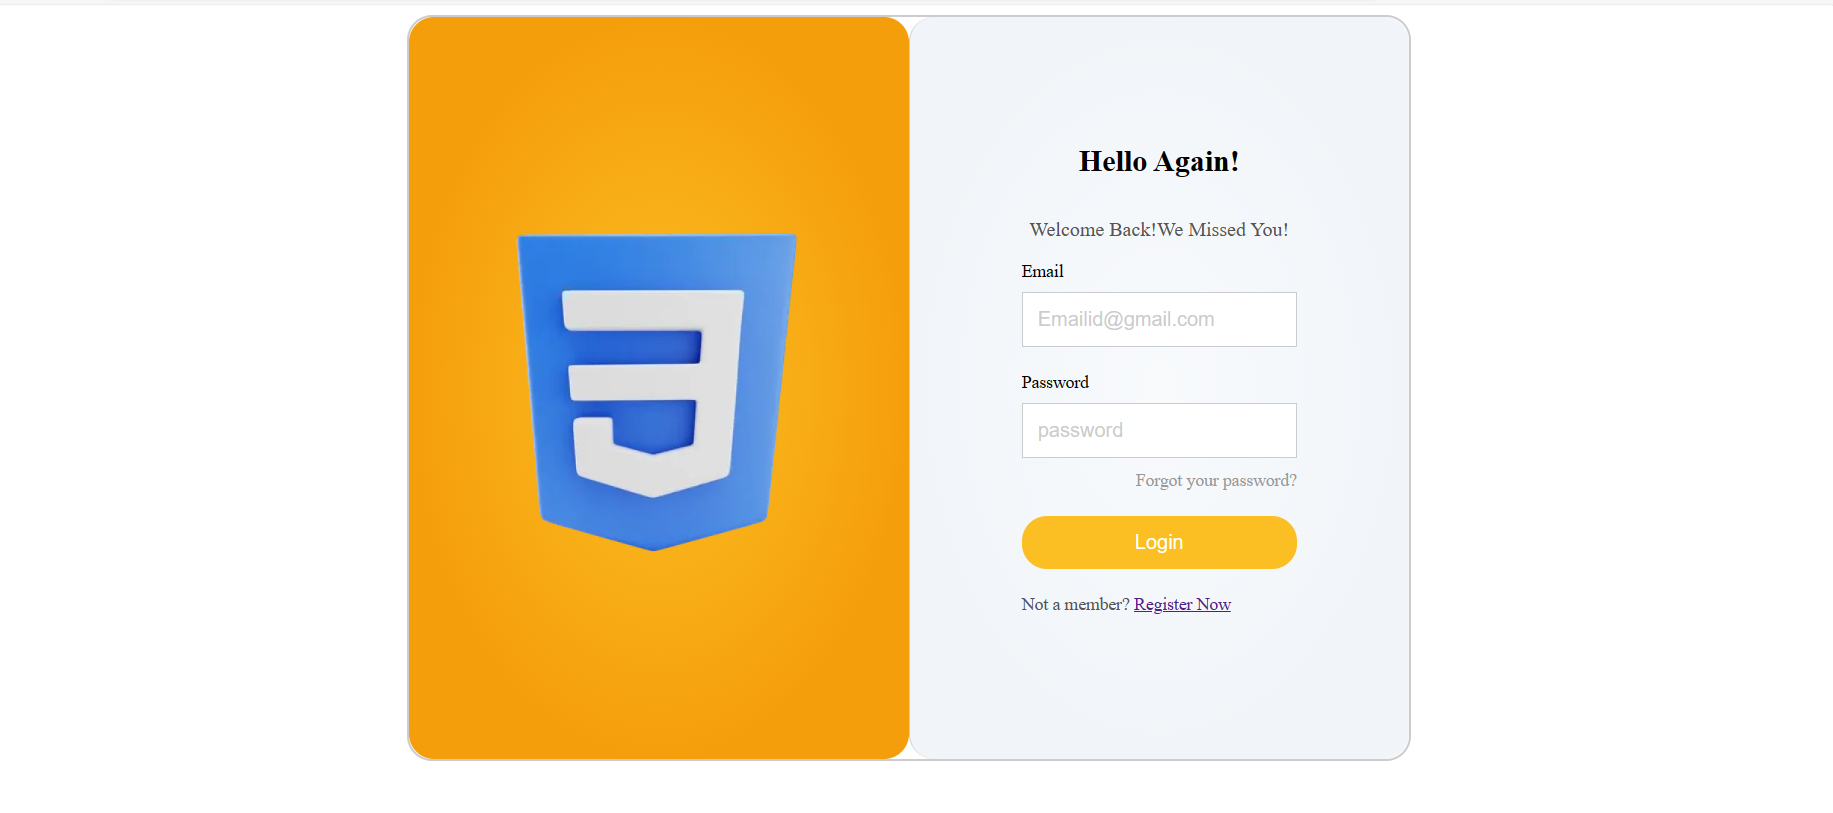 Hello Again!
Welcome Back!We Missed You!
Email
Emailid@gmail.com
Password
password
Forgot your password?
Login
Not a member? Register Now